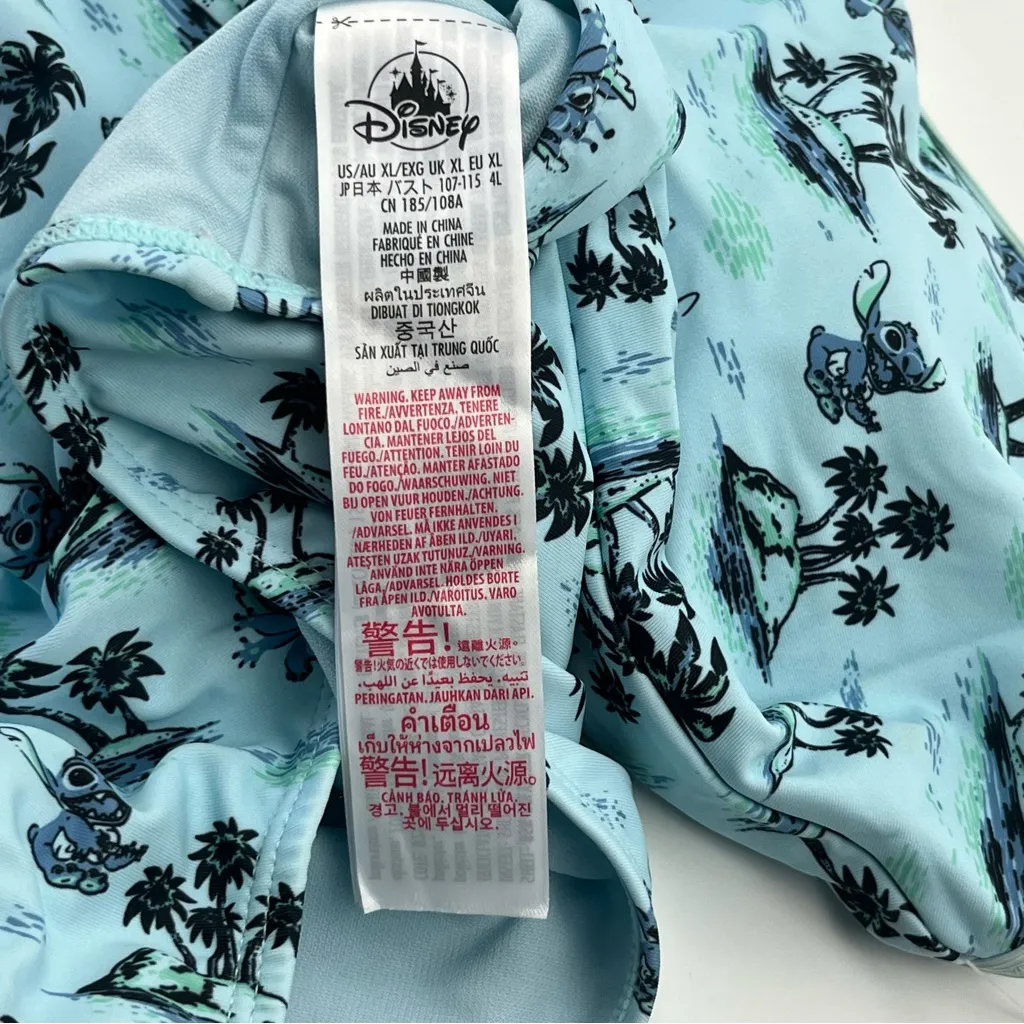 Disney
US/AU XL/EXG UK XL EU XL
JP日本 バスト 107-115 4L
CN 185/108A
MADE IN CHINA
FABRIQUÉ EN CHINE
HECHO EN CHINA
中國製
ผลิตในประเทศจีน
DIBUAT DI TIONGKOK
중국산
SẢN XUẤT TẠI TRUNG QUỐC
صنع في الصين
WARNING. KEEP AWAY FROM
FIRE./AVVERTENZA. TENERE
LONTANO DAL FUOCO./ADVERTEN-
CIA. MANTENER LEJOS DEL
FUEGO./ATTENTION. TENIR LOIN DU
FEU./ATENÇÃO. MANTER AFASTADO
DO FOGO./WAARSCHUWING. NIET
BIJ OPEN VUUR HOUDEN./ACHTUNG.
VON FEUER FERNHALTEN.
/ADVARSEL. MÅ IKKE ANVENDES I
NÆRHEDEN AF ÅBEN ILD./UYARI.
ATEŞTEN UZAK TUTUNUZ./VARNING.
ANVÄND INTE NÄRA ÖPPEN
LÅGA./ADVARSEL. HOLDES BORTE
FRA ÅPEN ILD./VAROITUS. VARO
AVOTULTA.
警告! 遠離火源。
警告!火気の近くでは使用しないでください。
تنبيه. يحفظ بعيدًا عن اللهب.
PERINGATAN. JAUHKAN DARI API.
คำเตือน
เก็บให้ห่างจากเปลวไฟ
警告! 远离火源。
CẢNH BÁO. TRÁNH LỬA.
경고. 불에서 멀리 떨어진
곳에 두십시오.